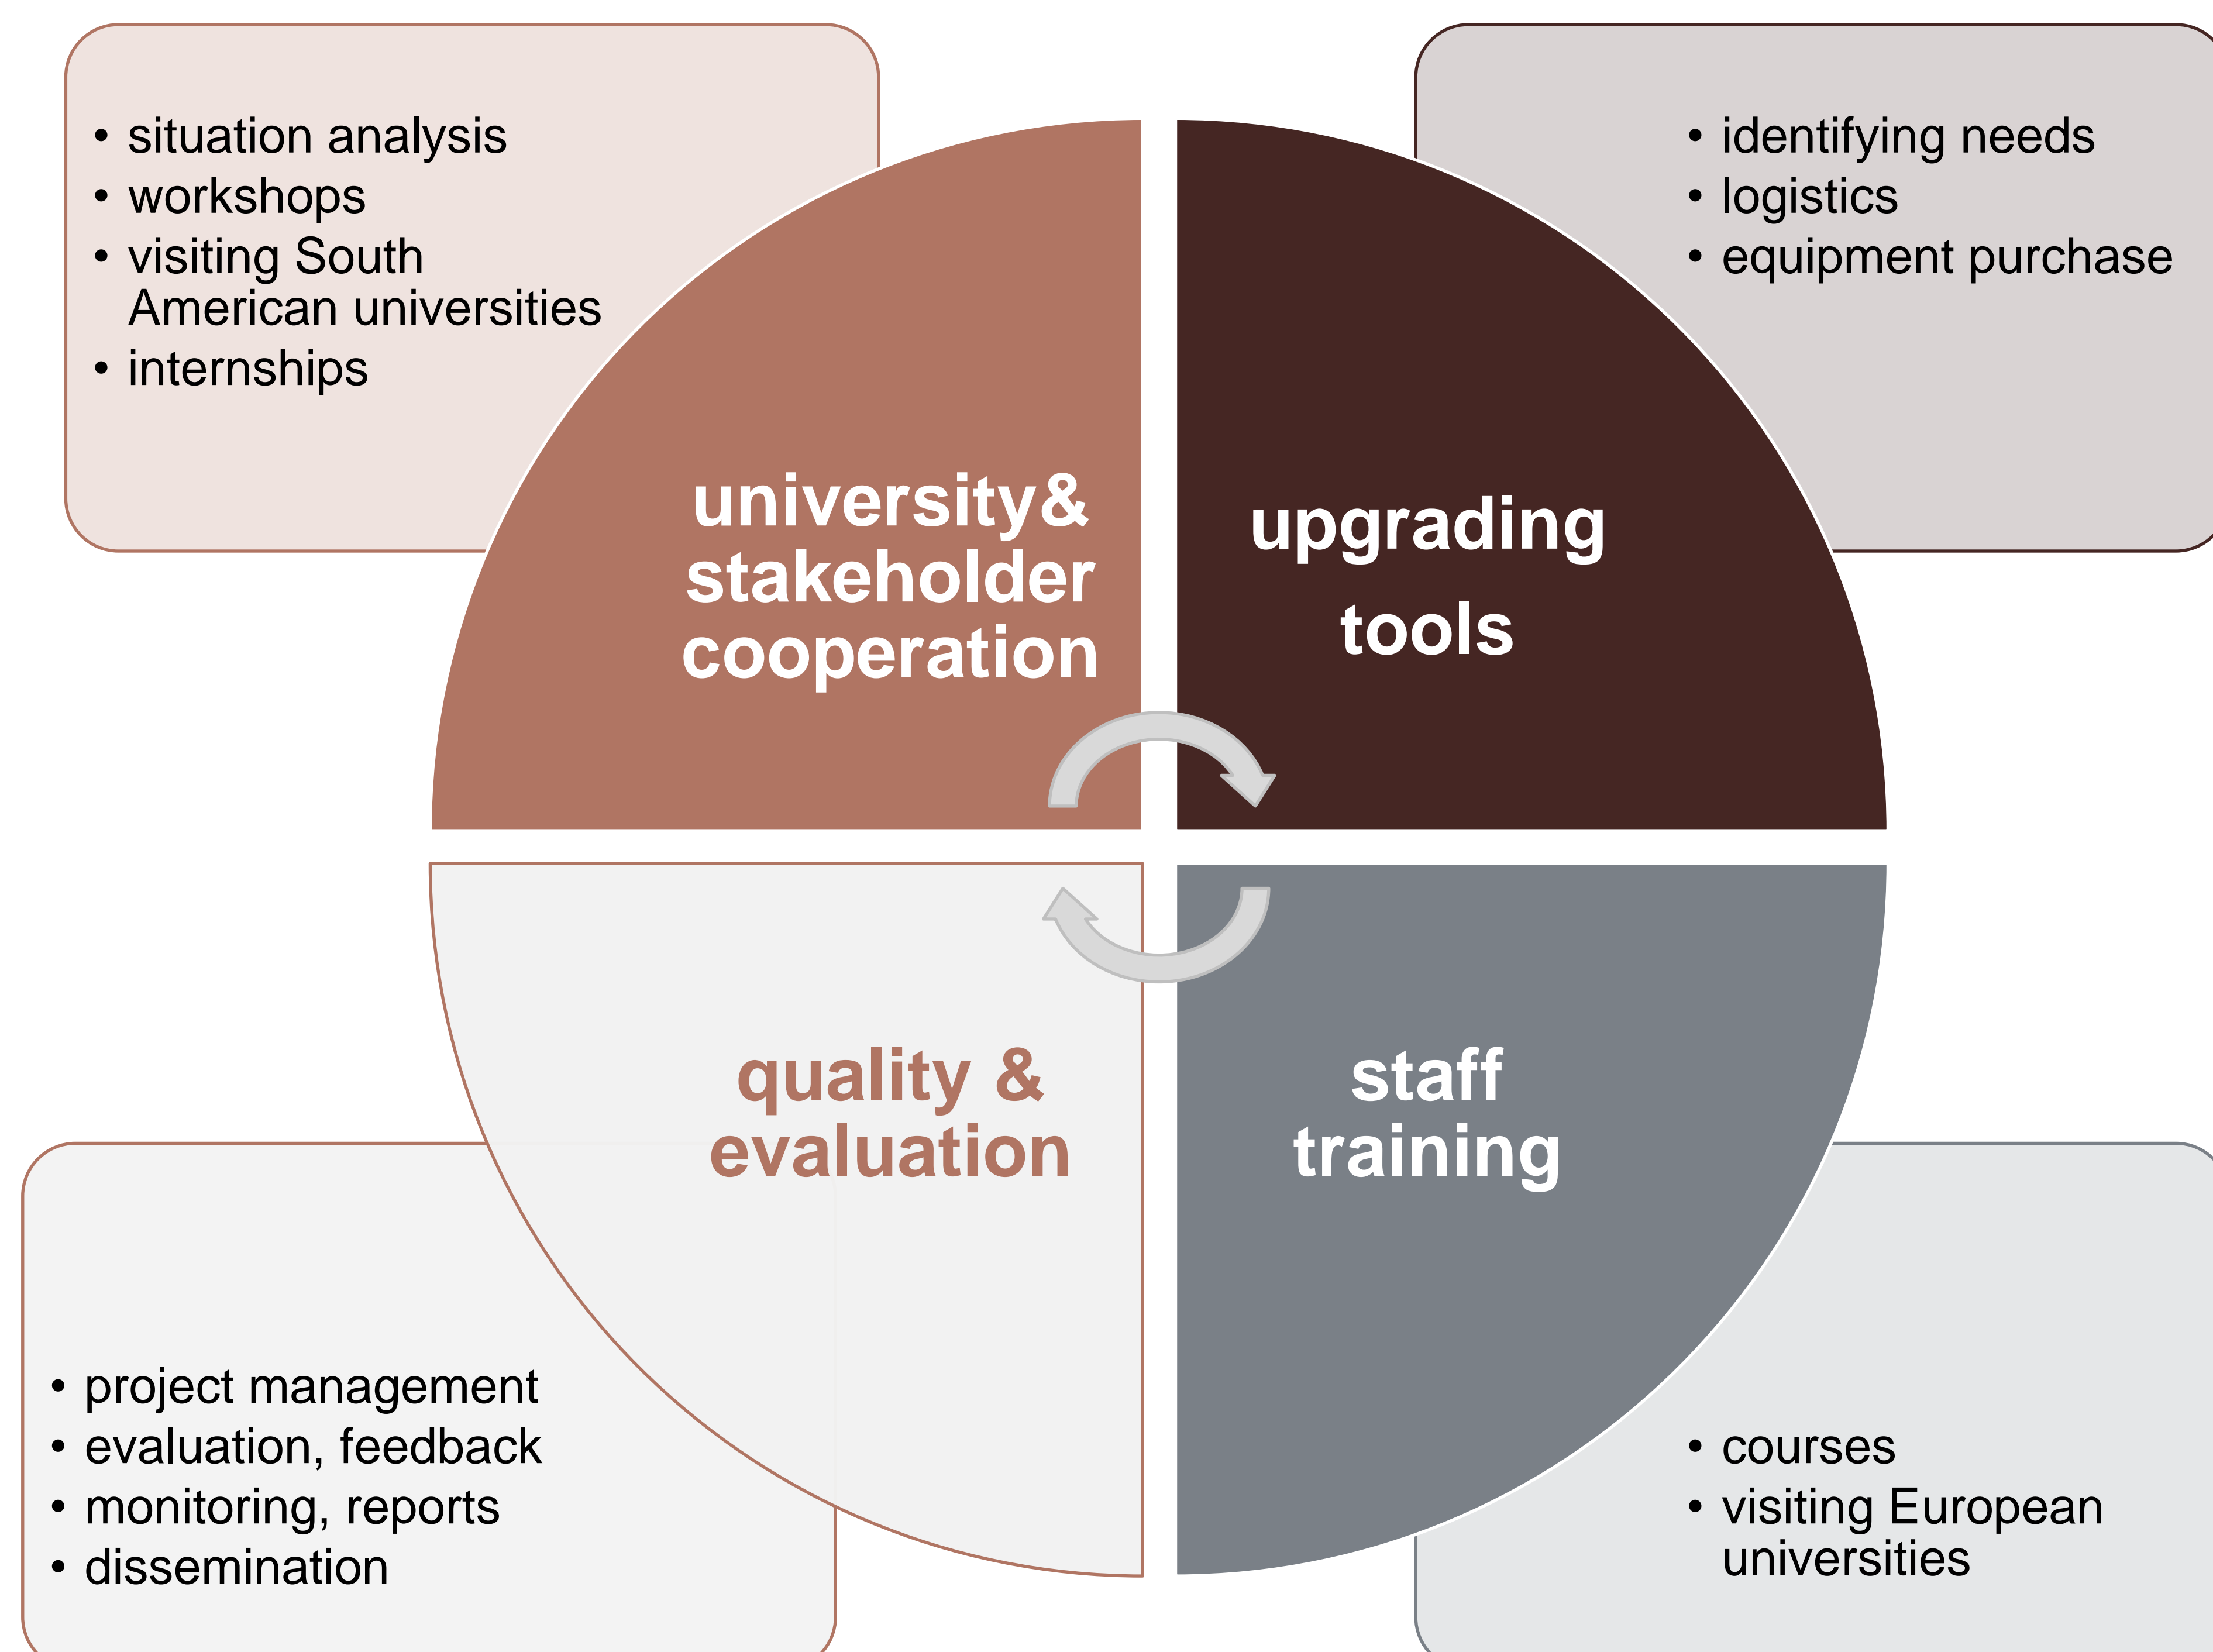 • situation analysis
• workshops
• visiting South
American universities
• internships
• identifying needs
• logistics
• equipment purchase
university&
stakeholder
cooperation
upgrading
tools
quality &
evaluation
staff
training
• project management
• evaluation, feedback
• monitoring, reports
• dissemination
• courses
• visiting European
universities